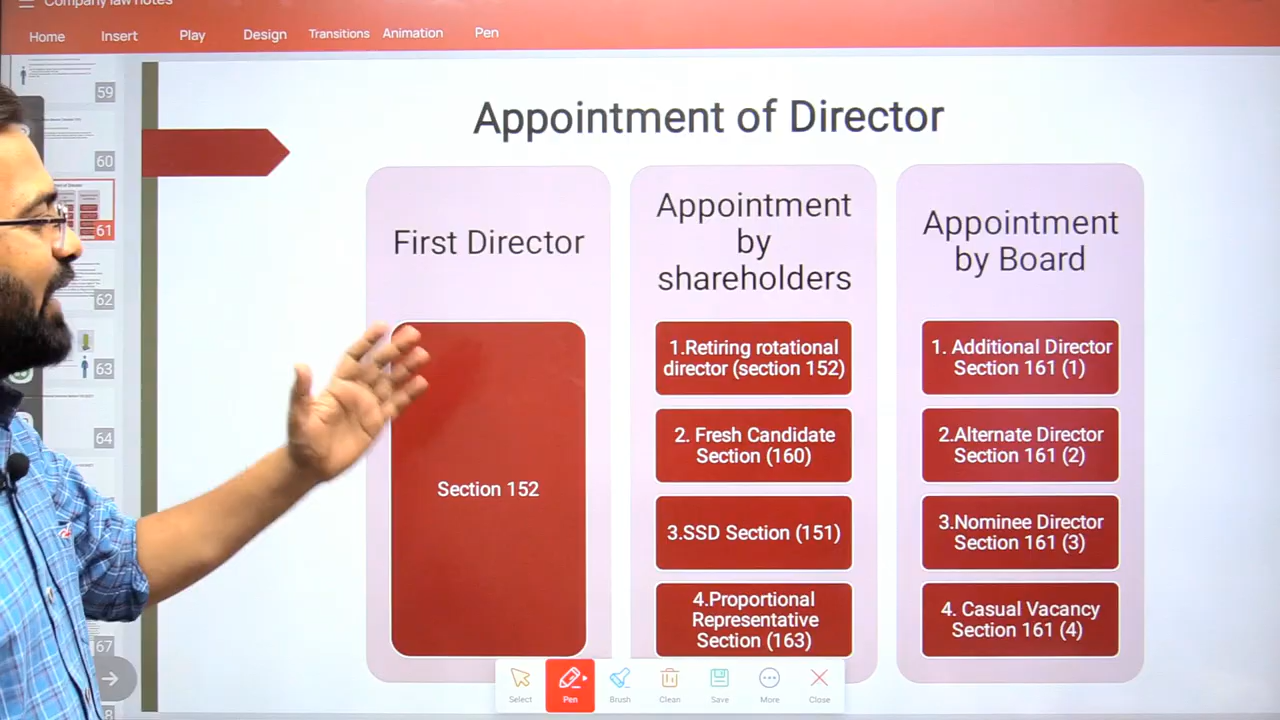 Company law notes
Home Insert Play Design Transitions Animation Pen
59
60
61
62
63
64
67
Appointment of Director
First Director
Section 152
Appointment
by
shareholders
1.Retiring rotational
director (section 152)
2. Fresh Candidate
Section (160)
3.SSD Section (151)
4.Proportional
Representative
Section (163)
Appointment
by Board
1. Additional Director
Section 161 (1)
2.Alternate Director
Section 161 (2)
3.Nominee Director
Section 161 (3)
4. Casual Vacancy
Section 161 (4)
Select Pen Brush Clean Save More Close